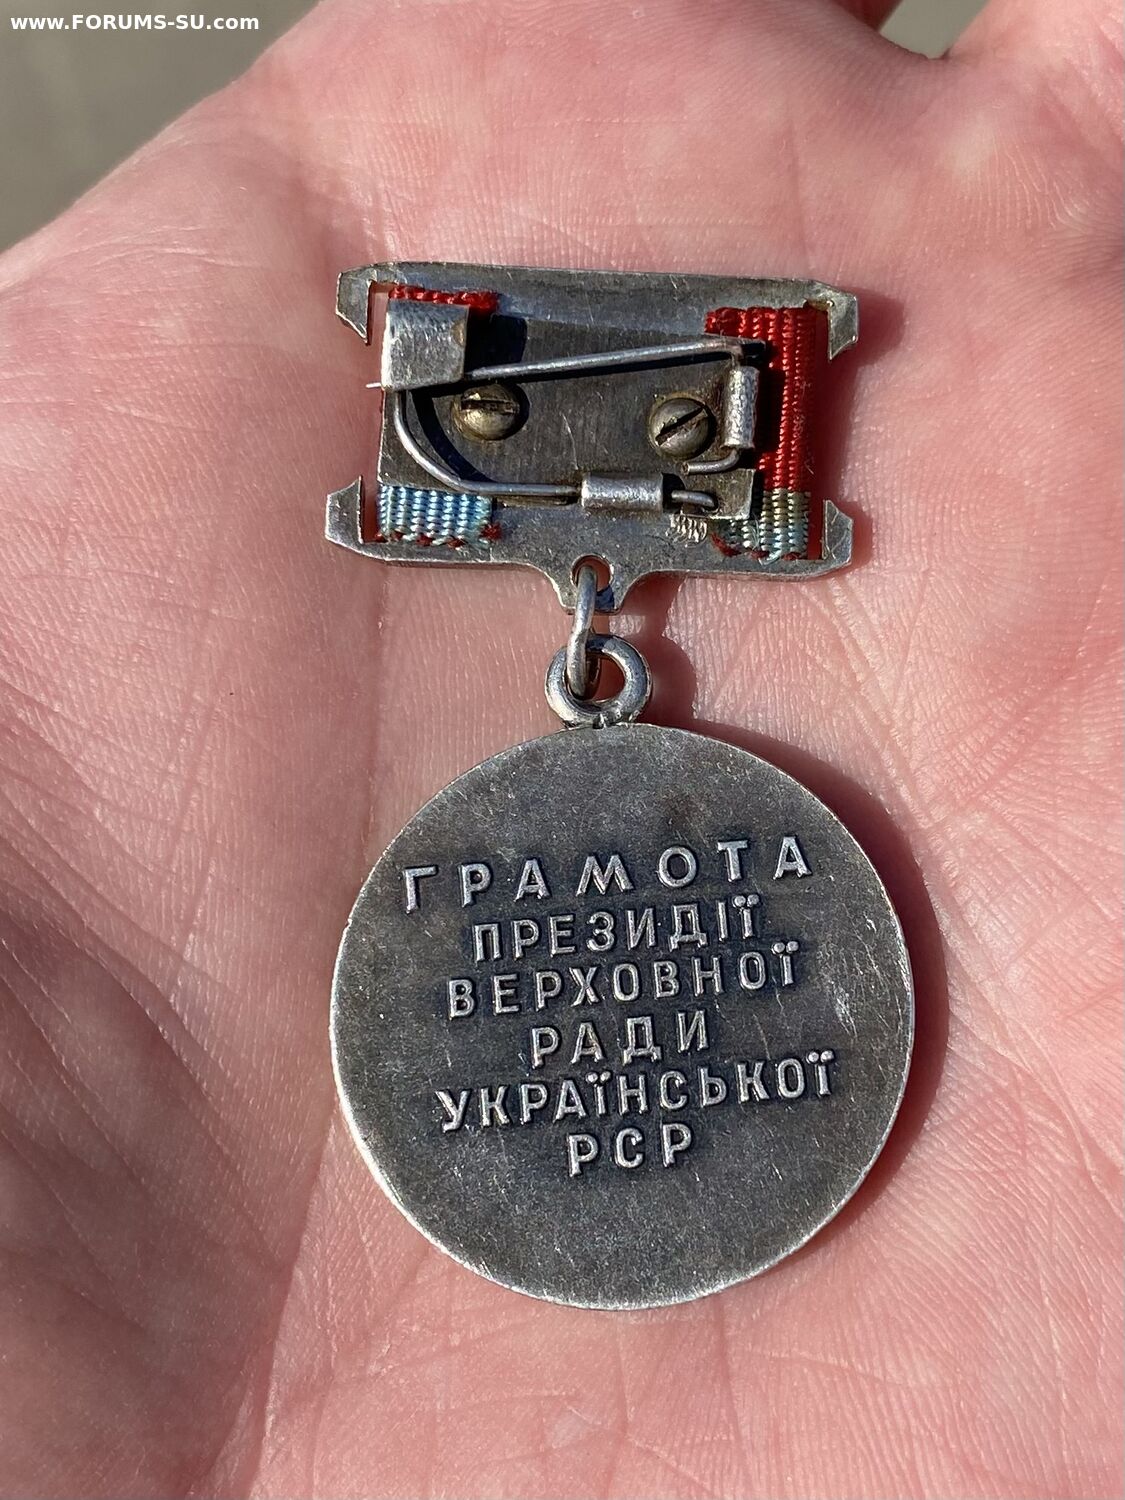 www.FORUMS-SU.com
ГРАМОТА
ПРЕЗИДІЇ
ВЕРХОВНОЇ
РАДИ
УКРАЇНСЬКОЇ
РСР